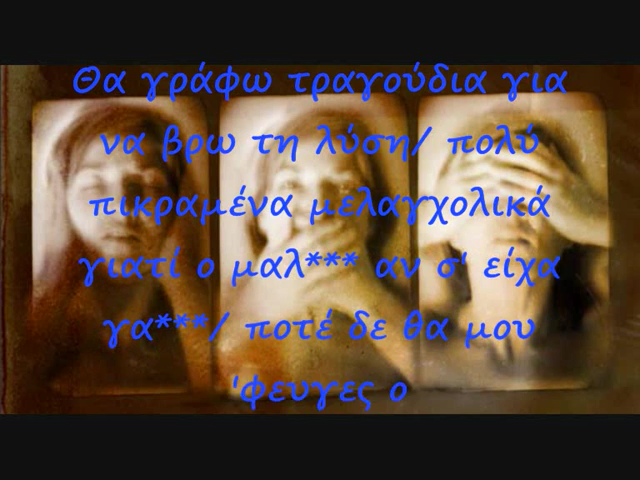 Θα γράφω τραγούδια για
να βρω τη λύση/ πολύ
πικραμένα μελαγχολικά
γιατί ο μαλ*** αν σ' είχα
γα***/ ποτέ δε θα μου
'φευγες ο